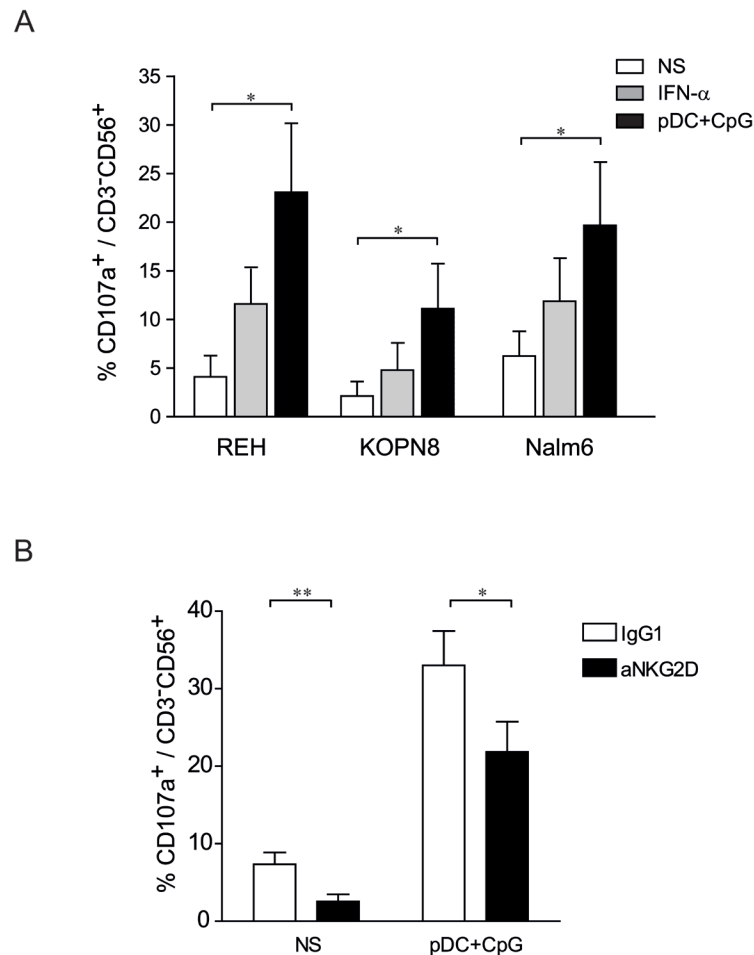 A
NS
IFN-α
pDC+CpG
% CD107a+ / CD3-CD56+
35
30
25
20
15
10
5
0
*
*
*
REH KOPN8 Nalm6
B
IgG1
aNKG2D
% CD107a+ / CD3-CD56+
40
30
20
10
0
** *
NS pDC+CpG